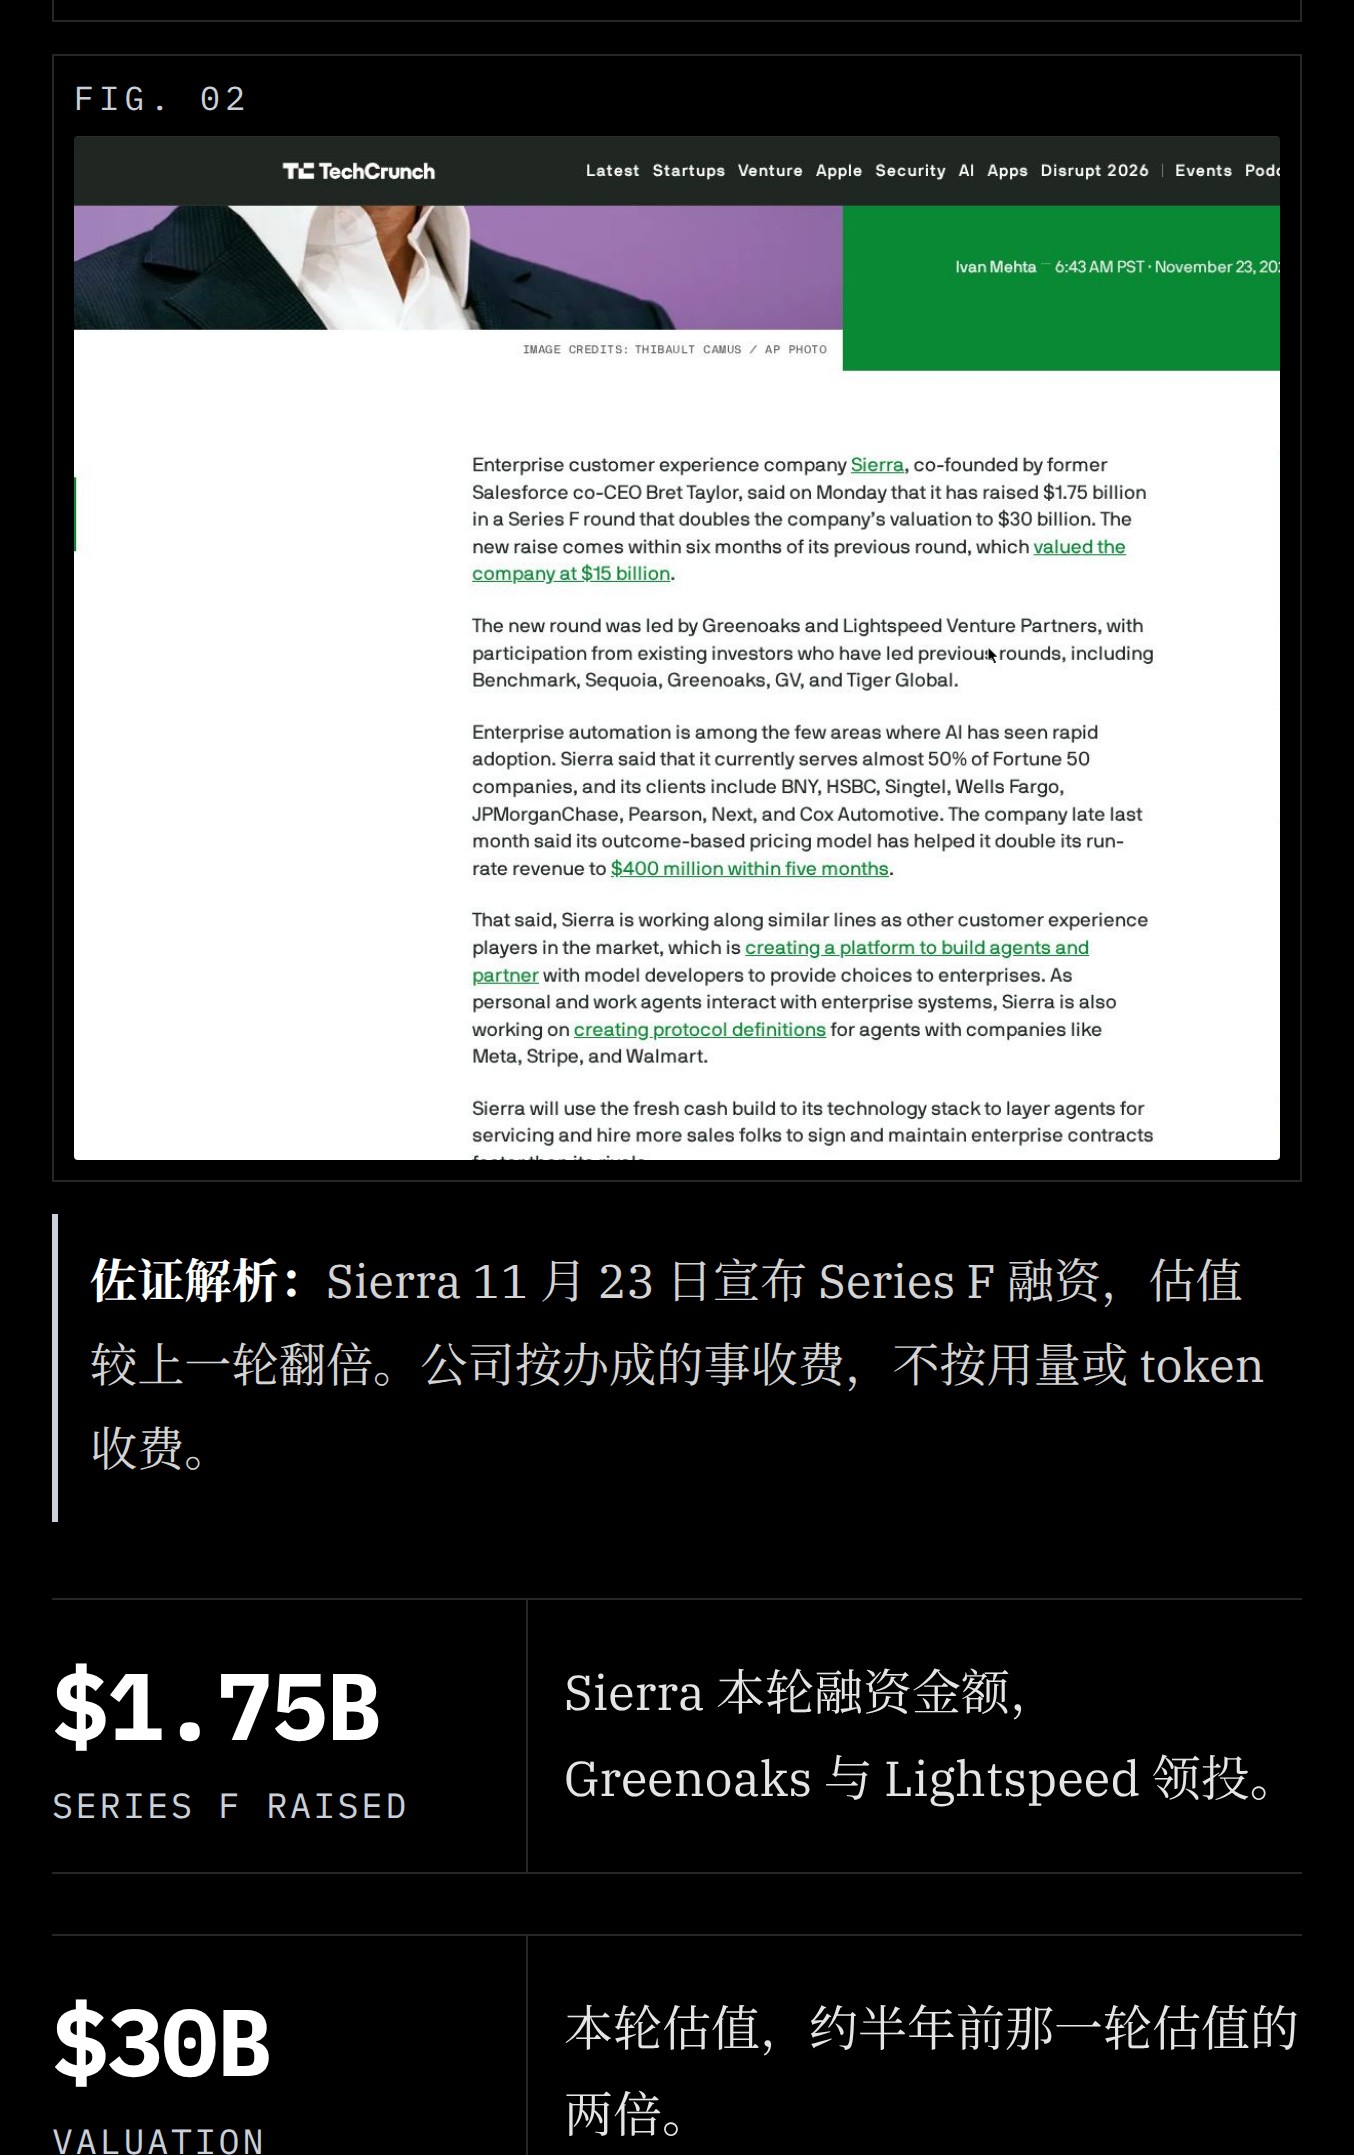 FIG. 02
TechCrunch
Latest Startups Venture Apple Security AI Apps Disrupt 2026 | Events
Ivan Mehta — 6:43 AM PST · November 23,
IMAGE CREDITS: THIBAULT CAMUS / AP PHOTO
Enterprise customer experience company Sierra, co-founded by former
Salesforce co-CEO Bret Taylor, said on Monday that it has raised $1.75 billion
in a Series F round that doubles the company's valuation to $30 billion. The
new raise comes within six months of its previous round, which valued the
company at $15 billion.
The new round was led by Greenoaks and Lightspeed Venture Partners, with
participation from existing investors who have led previous rounds, including
Benchmark, Sequoia, Greenoaks, GV, and Tiger Global.
Enterprise automation is among the few areas where AI has seen rapid
adoption. Sierra said that it currently serves almost 50% of Fortune 50
companies, and its clients include BNY, HSBC, Singtel, Wells Fargo,
JPMorganChase, Pearson, Next, and Cox Automotive. The company late last
month said its outcome-based pricing model has helped it double its run-
rate revenue to $400 million within five months.
That said, Sierra is working along similar lines as other customer experience
players in the market, which is creating a platform to build agents and
partner with model developers to provide choices to enterprises. As
personal and work agents interact with enterprise systems, Sierra is also
working on creating protocol definitions for agents with companies like
Meta, Stripe, and Walmart.
Sierra will use the fresh cash build to its technology stack to layer agents for
servicing and hire more sales folks to sign and maintain enterprise contracts
佐证解析：Sierra 11 月 23 日宣布 Series F 融资，估值
较上一轮翻倍。公司按办成的事收费，不按用量或 token
收费。
$1.75B
SERIES F RAISED
Sierra 本轮融资金额，
Greenoaks 与 Lightspeed 领投。
$30B
VALUATION
本轮估值，约半年前那一轮估值的
两倍。